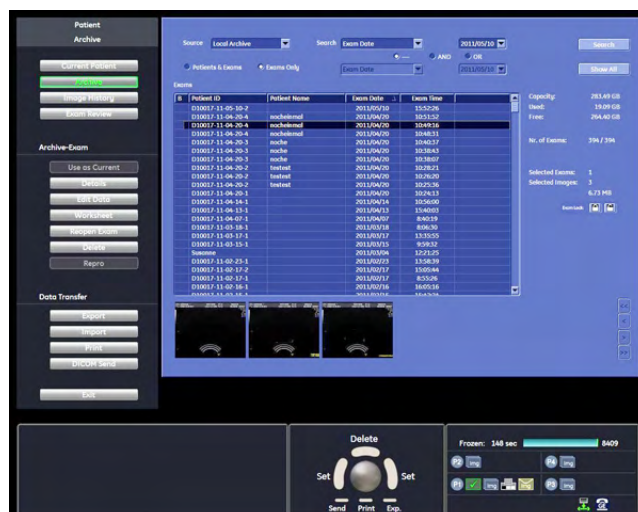 Patient
Archive
Current Patient
Archive
Image History
Exam Review
Archive-Exam
Use as Current
Details
Edit Data
Worksheet
Reopen Exam
Delete
Repro
Data Transfer
Export
Import
Print
DICOM Send
Exit
Source Local Archive Search Exam Date 2011/05/10 Search
— AND OR
Patients & Exams Exams Only Exam Date 2011/05/10 Show All
Exams
Patient ID Patient Name Exam Date Exam Time
D10017-11-05-10-2 2011/05/10 15:52:26
D10017-11-04-20-4 nocheinmal 2011/04/20 10:51:52
D10017-11-04-20-4 nocheinmal 2011/04/20 10:49:16
D10017-11-04-20-4 nocheinmal 2011/04/20 10:48:31
D10017-11-04-20-3 noche 2011/04/20 10:40:37
D10017-11-04-20-3 noche 2011/04/20 10:38:43
D10017-11-04-20-3 noche 2011/04/20 10:38:07
D10017-11-04-20-2 testest 2011/04/20 10:28:21
D10017-11-04-20-2 testest 2011/04/20 10:26:20
D10017-11-04-20-2 testest 2011/04/20 10:25:36
D10017-11-04-20-1 2011/04/20 10:24:13
D10017-11-04-14-1 2011/04/14 10:56:00
D10017-11-04-13-1 2011/04/13 15:40:03
D10017-11-04-07-1 2011/04/07 8:40:19
D10017-11-03-18-1 2011/03/18 8:06:30
D10017-11-03-17-1 2011/03/17 13:35:55
D10017-11-03-15-1 2011/03/15 9:59:32
Susanne 2011/03/04 12:21:25
D10017-11-02-23-1 2011/02/23 13:58:39
D10017-11-02-17-2 2011/02/17 15:05:44
D10017-11-02-17-1 2011/02/17 8:55:26
D10017-11-02-16-1 2011/02/16 16:05:16
Capacity: 283.49 GB
Used: 19.09 GB
Free: 264.40 GB
Nr. of Exams: 394 / 394
Selected Exams: 1
Selected Images: 3
6.73 MB
Exam Lock
<<
<
>
>>
Delete
Set Set
Send Print Exp.
Frozen: 148 sec 8409
P2 img P4 img
P1 img P3 img